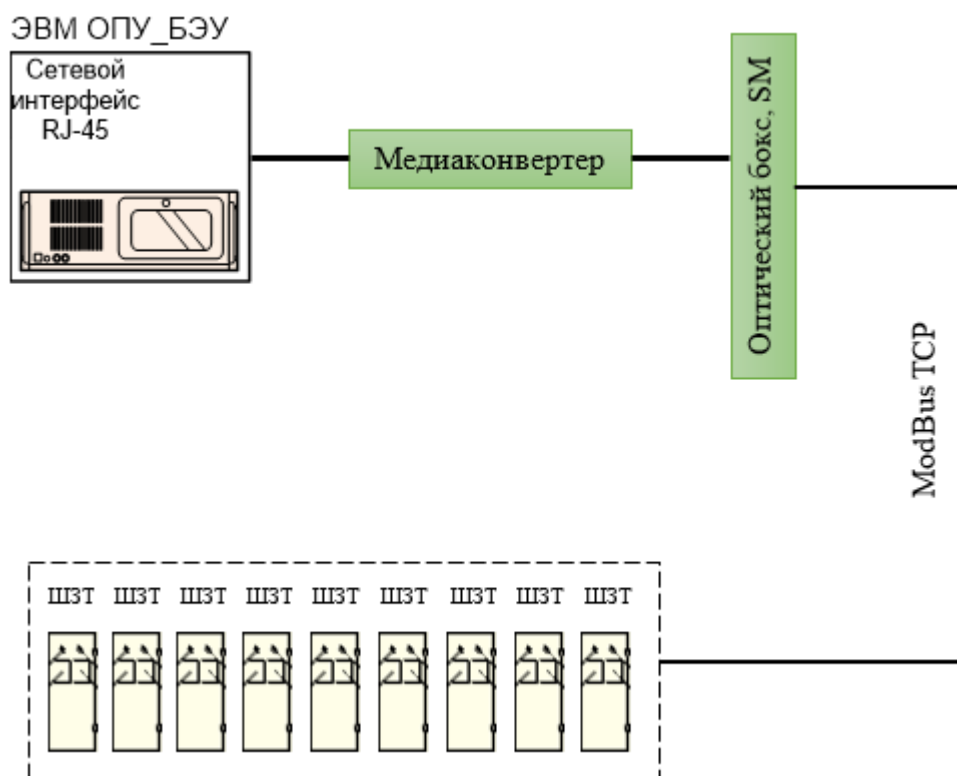 ЭВМ ОПУ_БЭУ
Сетевой
интерфейс
RJ-45
Медиаконвертер
Оптический бокс, SM
ModBus TCP
ШЗТ ШЗТ ШЗТ ШЗТ ШЗТ ШЗТ ШЗТ ШЗТ ШЗТ